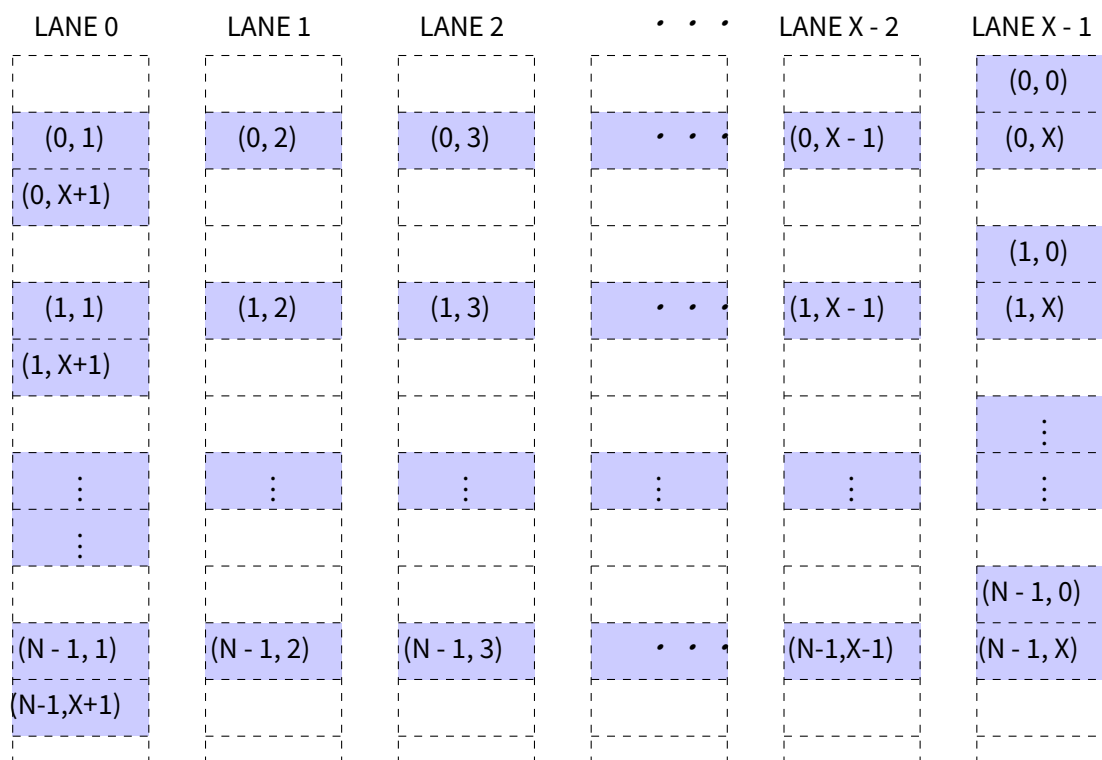 LANE 0 LANE 1 LANE 2 · · · LANE X - 2 LANE X - 1
(0, 0)
(0, 1) (0, 2) (0, 3) · · · (0, X - 1) (0, X)
(0, X+1)
(1, 0)
(1, 1) (1, 2) (1, 3) · · · (1, X - 1) (1, X)
(1, X+1)
⋮
⋮ ⋮ ⋮ ⋮ ⋮ ⋮
⋮
(N - 1, 0)
(N - 1, 1) (N - 1, 2) (N - 1, 3) · · · (N-1,X-1) (N - 1, X)
(N-1,X+1)